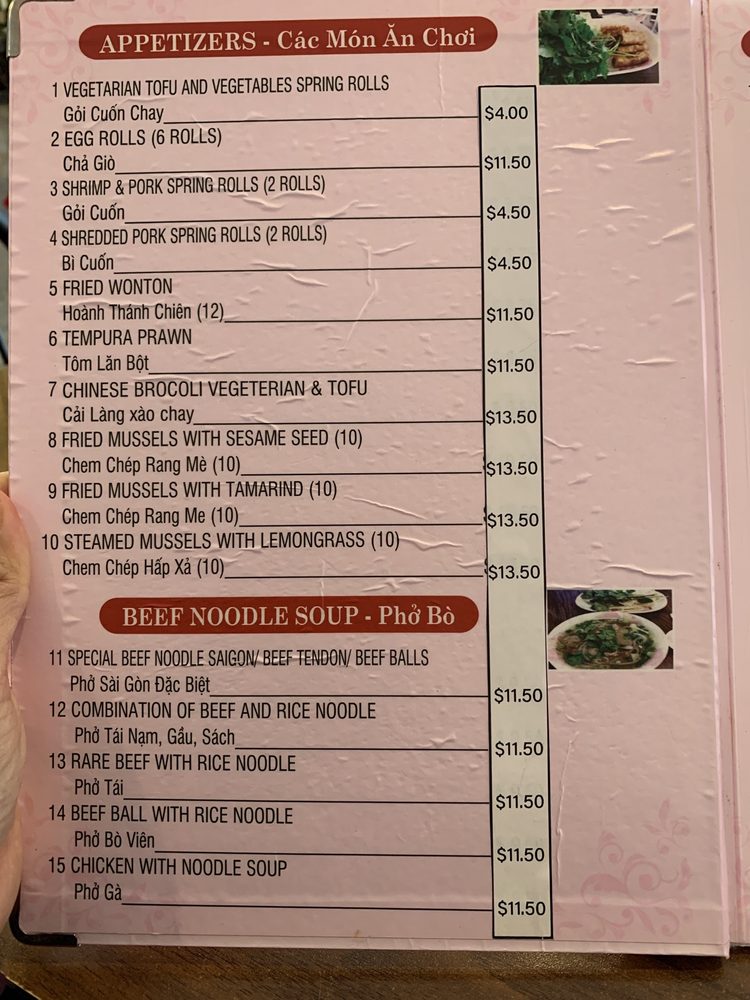 APPETIZERS - Các Món Ăn Chơi
1 VEGETARIAN TOFU AND VEGETABLES SPRING ROLLS
Gỏi Cuốn Chay $4.00
2 EGG ROLLS (6 ROLLS)
Chả Giò $11.50
3 SHRIMP & PORK SPRING ROLLS (2 ROLLS)
Gỏi Cuốn $4.50
4 SHREDDED PORK SPRING ROLLS (2 ROLLS)
Bì Cuốn $4.50
5 FRIED WONTON
Hoành Thánh Chiên (12) $11.50
6 TEMPURA PRAWN
Tôm Lăn Bột $11.50
7 CHINESE BROCOLI VEGETERIAN & TOFU
Cải Làng xào chay $13.50
8 FRIED MUSSELS WITH SESAME SEED (10)
Chem Chép Rang Mè (10) $13.50
9 FRIED MUSSELS WITH TAMARIND (10)
Chem Chép Rang Me (10) $13.50
10 STEAMED MUSSELS WITH LEMONGRASS (10)
Chem Chép Hấp Xả (10) $13.50
BEEF NOODLE SOUP - Phở Bò
11 SPECIAL BEEF NOODLE SAIGON/ BEEF TENDON/ BEEF BALLS
Phở Sài Gòn Đặc Biệt $11.50
12 COMBINATION OF BEEF AND RICE NOODLE
Phở Tái Nạm, Gầu, Sách $11.50
13 RARE BEEF WITH RICE NOODLE
Phở Tái $11.50
14 BEEF BALL WITH RICE NOODLE
Phở Bò Viên $11.50
15 CHICKEN WITH NOODLE SOUP
Phở Gà $11.50